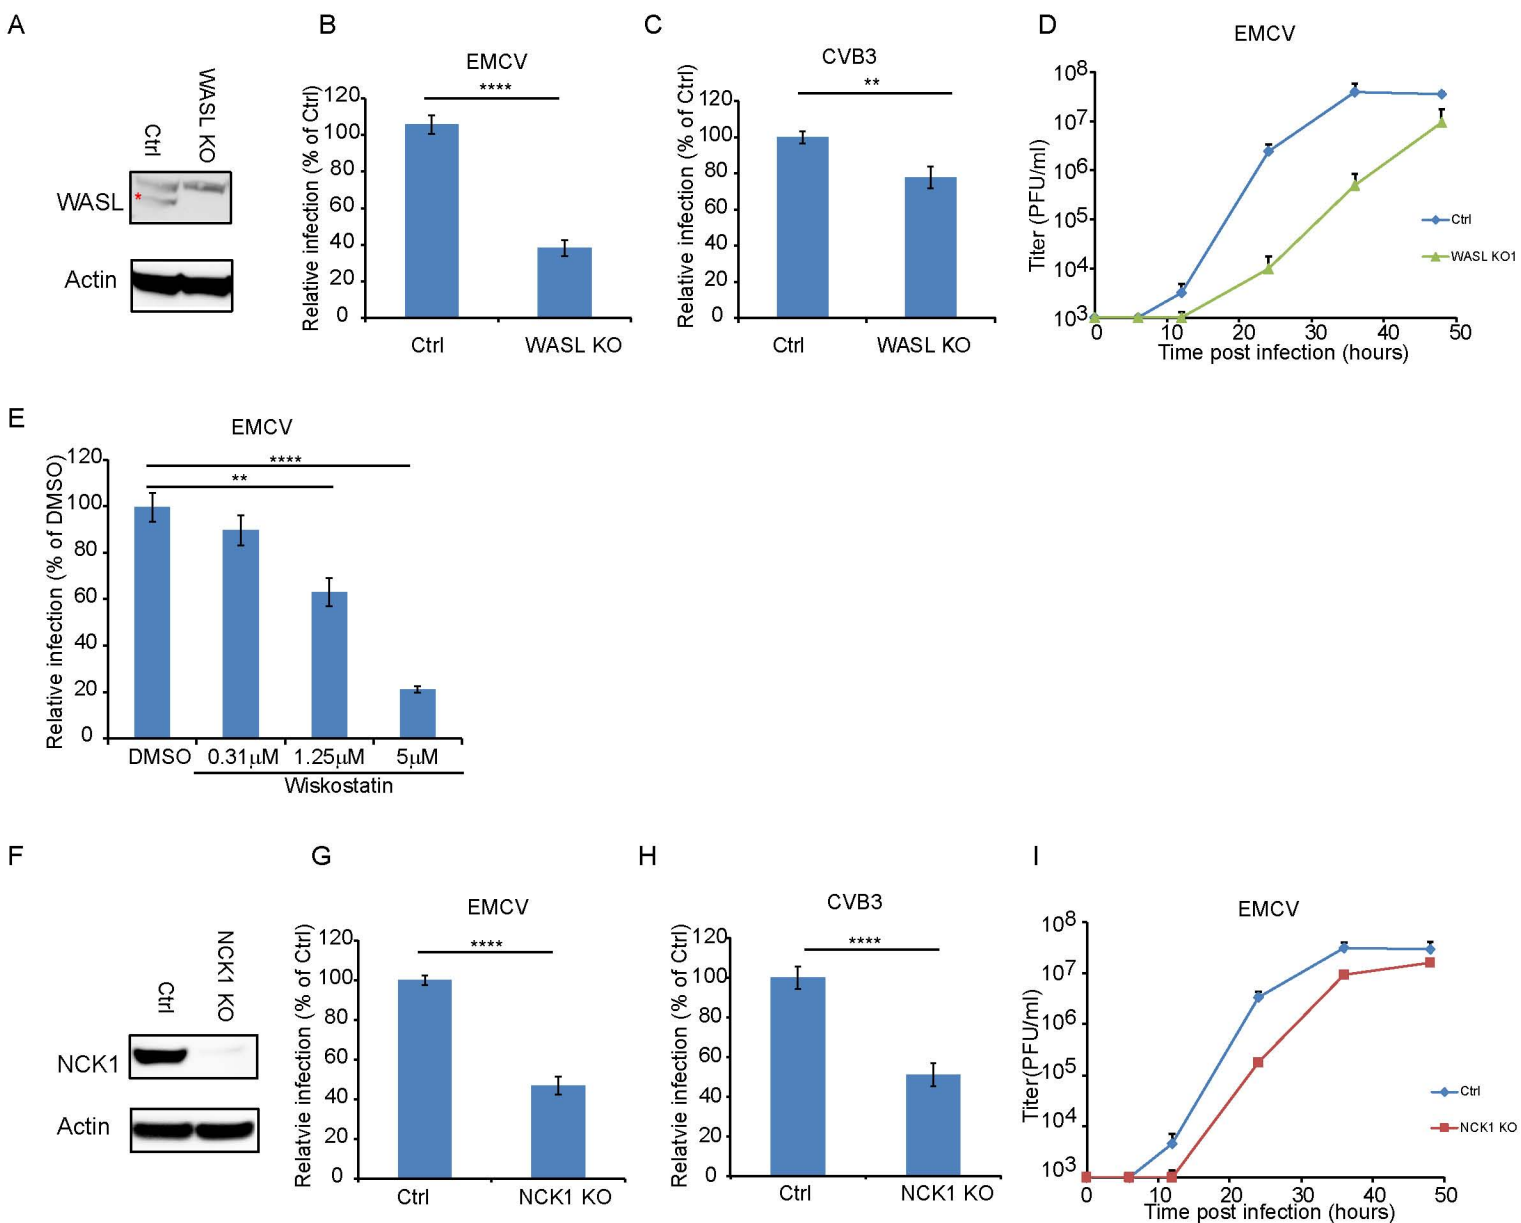 A
Ctrl
WASL KO
WASL
*
Actin
B
EMCV
****
Relative infection (% of Ctrl)
120
100
80
60
40
20
0
Ctrl
WASL KO
C
CVB3
**
Relative infection (% of Ctrl)
120
100
80
60
40
20
0
Ctrl
WASL KO
D
EMCV
Titer (PFU/ml)
10⁸
10⁷
10⁶
10⁵
10⁴
10³
0 10 20 30 40 50
Time post infection (hours)
Ctrl
WASL KO1
E
EMCV
****
**
Relative infection (% of DMSO)
120
100
80
60
40
20
0
DMSO 0.31μM 1.25μM 5μM
Wiskostatin
F
Ctrl
NCK1 KO
NCK1
Actin
G
EMCV
****
Relative infection (% of Ctrl)
120
100
80
60
40
20
0
Ctrl
NCK1 KO
H
CVB3
****
Relatvie infection (% of Ctrl)
120
100
80
60
40
20
0
Ctrl
NCK1 KO
I
EMCV
Titer(PFU/ml)
10⁸
10⁷
10⁶
10⁵
10⁴
10³
0 10 20 30 40 50
Time post infection (hours)
Ctrl
NCK1 KO